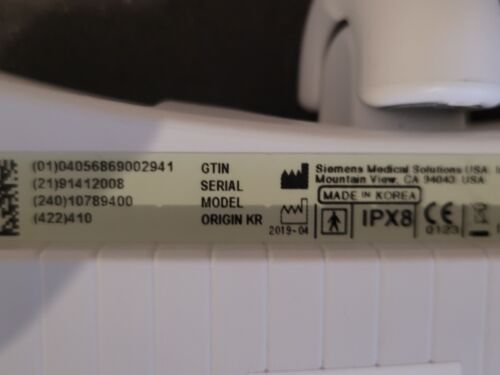 (01)04056869002941 GTIN
(21)91412008 SERIAL
(240)10789400 MODEL
(422)410 ORIGIN KR
2019-04
Siemens Medical Solutions USA,
Mountain View, CA 94043 USA
MADE IN KOREA
IPX8 CE
0123